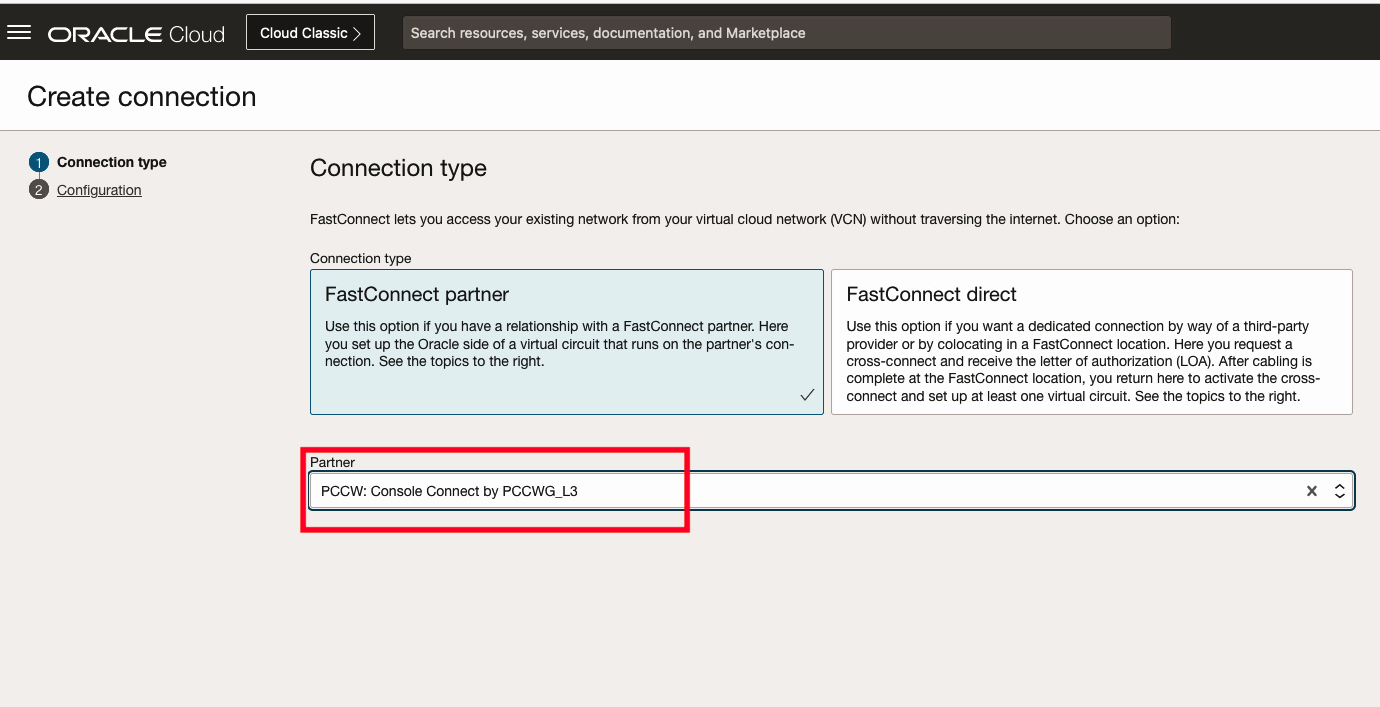 ORACLE Cloud
Cloud Classic
Search resources, services, documentation, and Marketplace
Create connection
1 Connection type
2 Configuration
Connection type
FastConnect lets you access your existing network from your virtual cloud network (VCN) without traversing the internet. Choose an option:
Connection type
FastConnect partner
Use this option if you have a relationship with a FastConnect partner. Here
you set up the Oracle side of a virtual circuit that runs on the partner's con-
nection. See the topics to the right.
FastConnect direct
Use this option if you want a dedicated connection by way of a third-party
provider or by colocating in a FastConnect location. Here you request a
cross-connect and receive the letter of authorization (LOA). After cabling is
complete at the FastConnect location, you return here to activate the cross-
connect and set up at least one virtual circuit. See the topics to the right.
Partner
PCCW: Console Connect by PCCWG_L3